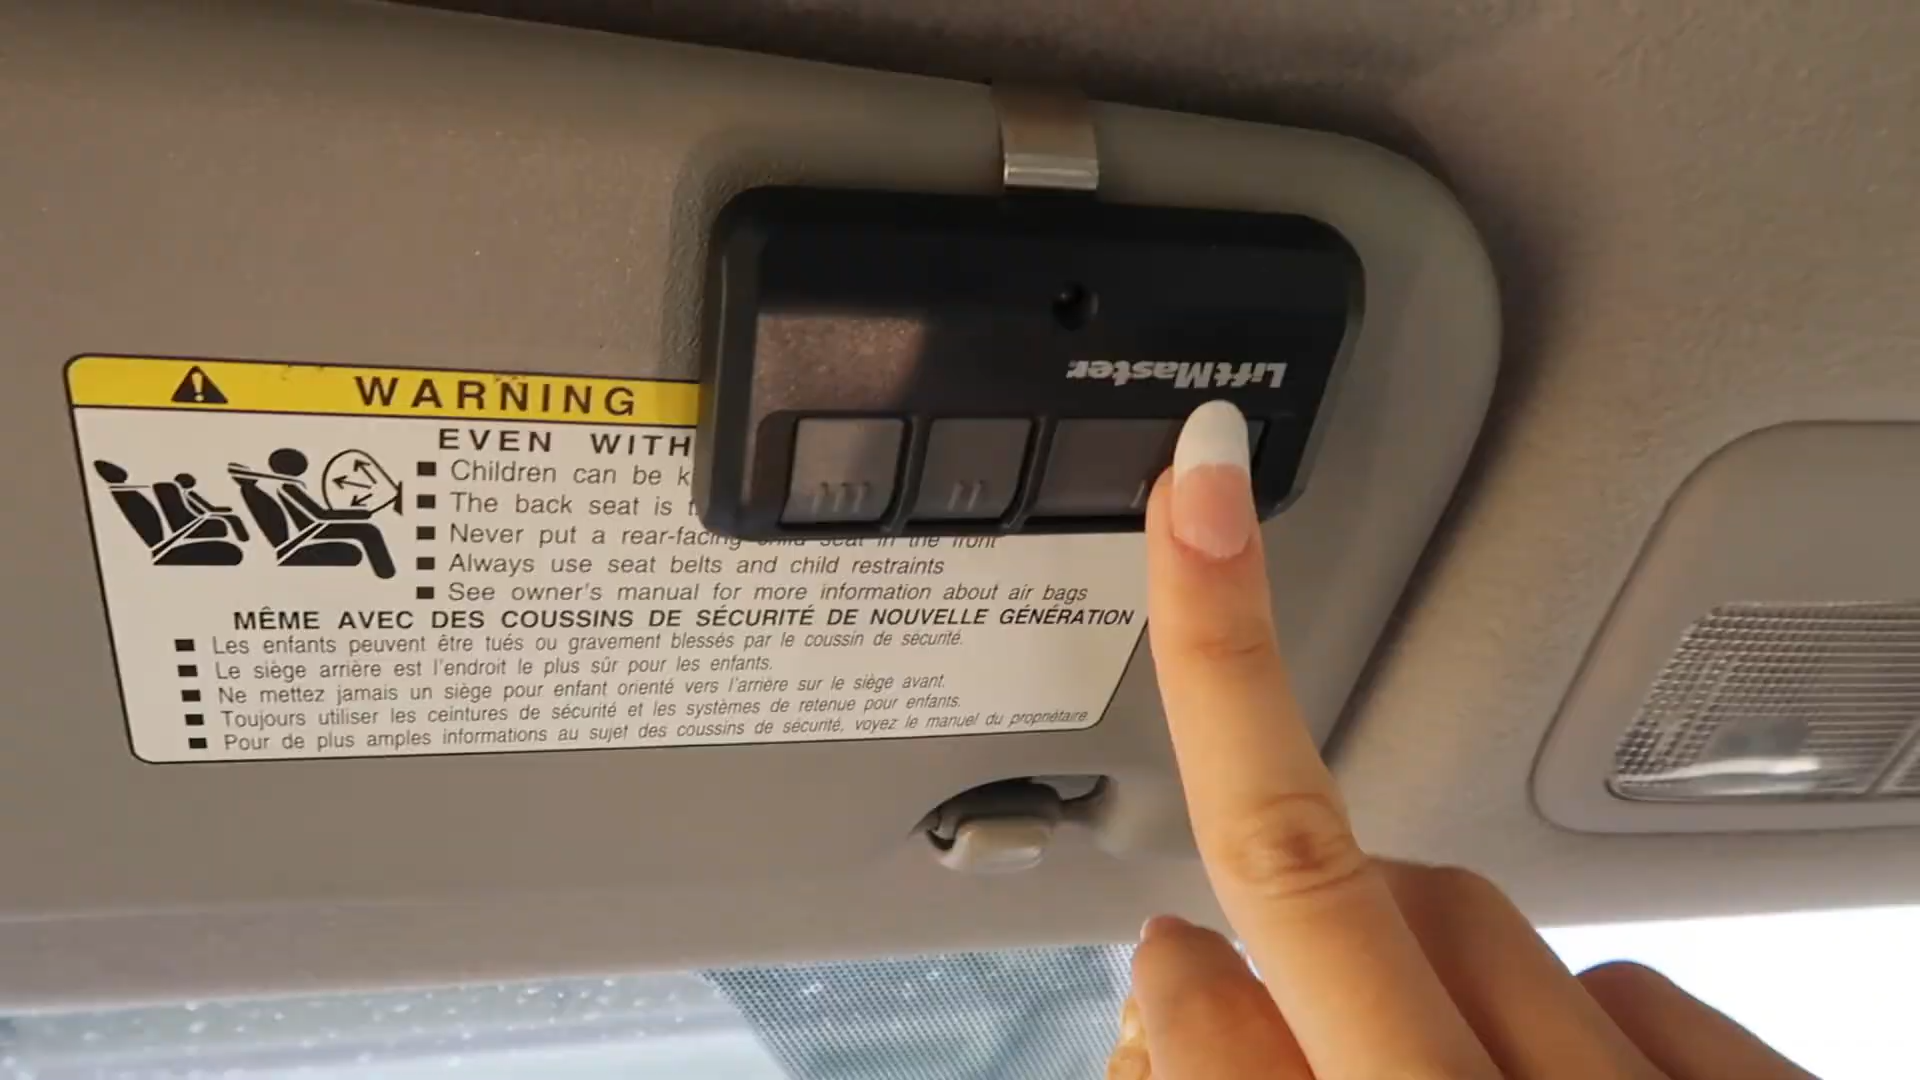 LiftMaster
WARNING
EVEN WITH
Children can be
The back seat is
Never put a rear-facing child seat in the front
Always use seat belts and child restraints
See owner's manual for more information about air bags
MÊME AVEC DES COUSSINS DE SÉCURITÉ DE NOUVELLE GÉNÉRATION
Les enfants peuvent être tués ou gravement blessés par le coussin de sécurité.
Le siège arrière est l'endroit le plus sûr pour les enfants.
Ne mettez jamais un siège pour enfant orienté vers l'arrière sur le siège avant.
Toujours utiliser les ceintures de sécurité et les systèmes de retenue pour enfants.
Pour de plus amples informations au sujet des coussins de sécurité, voyez le manuel du propriétaire.